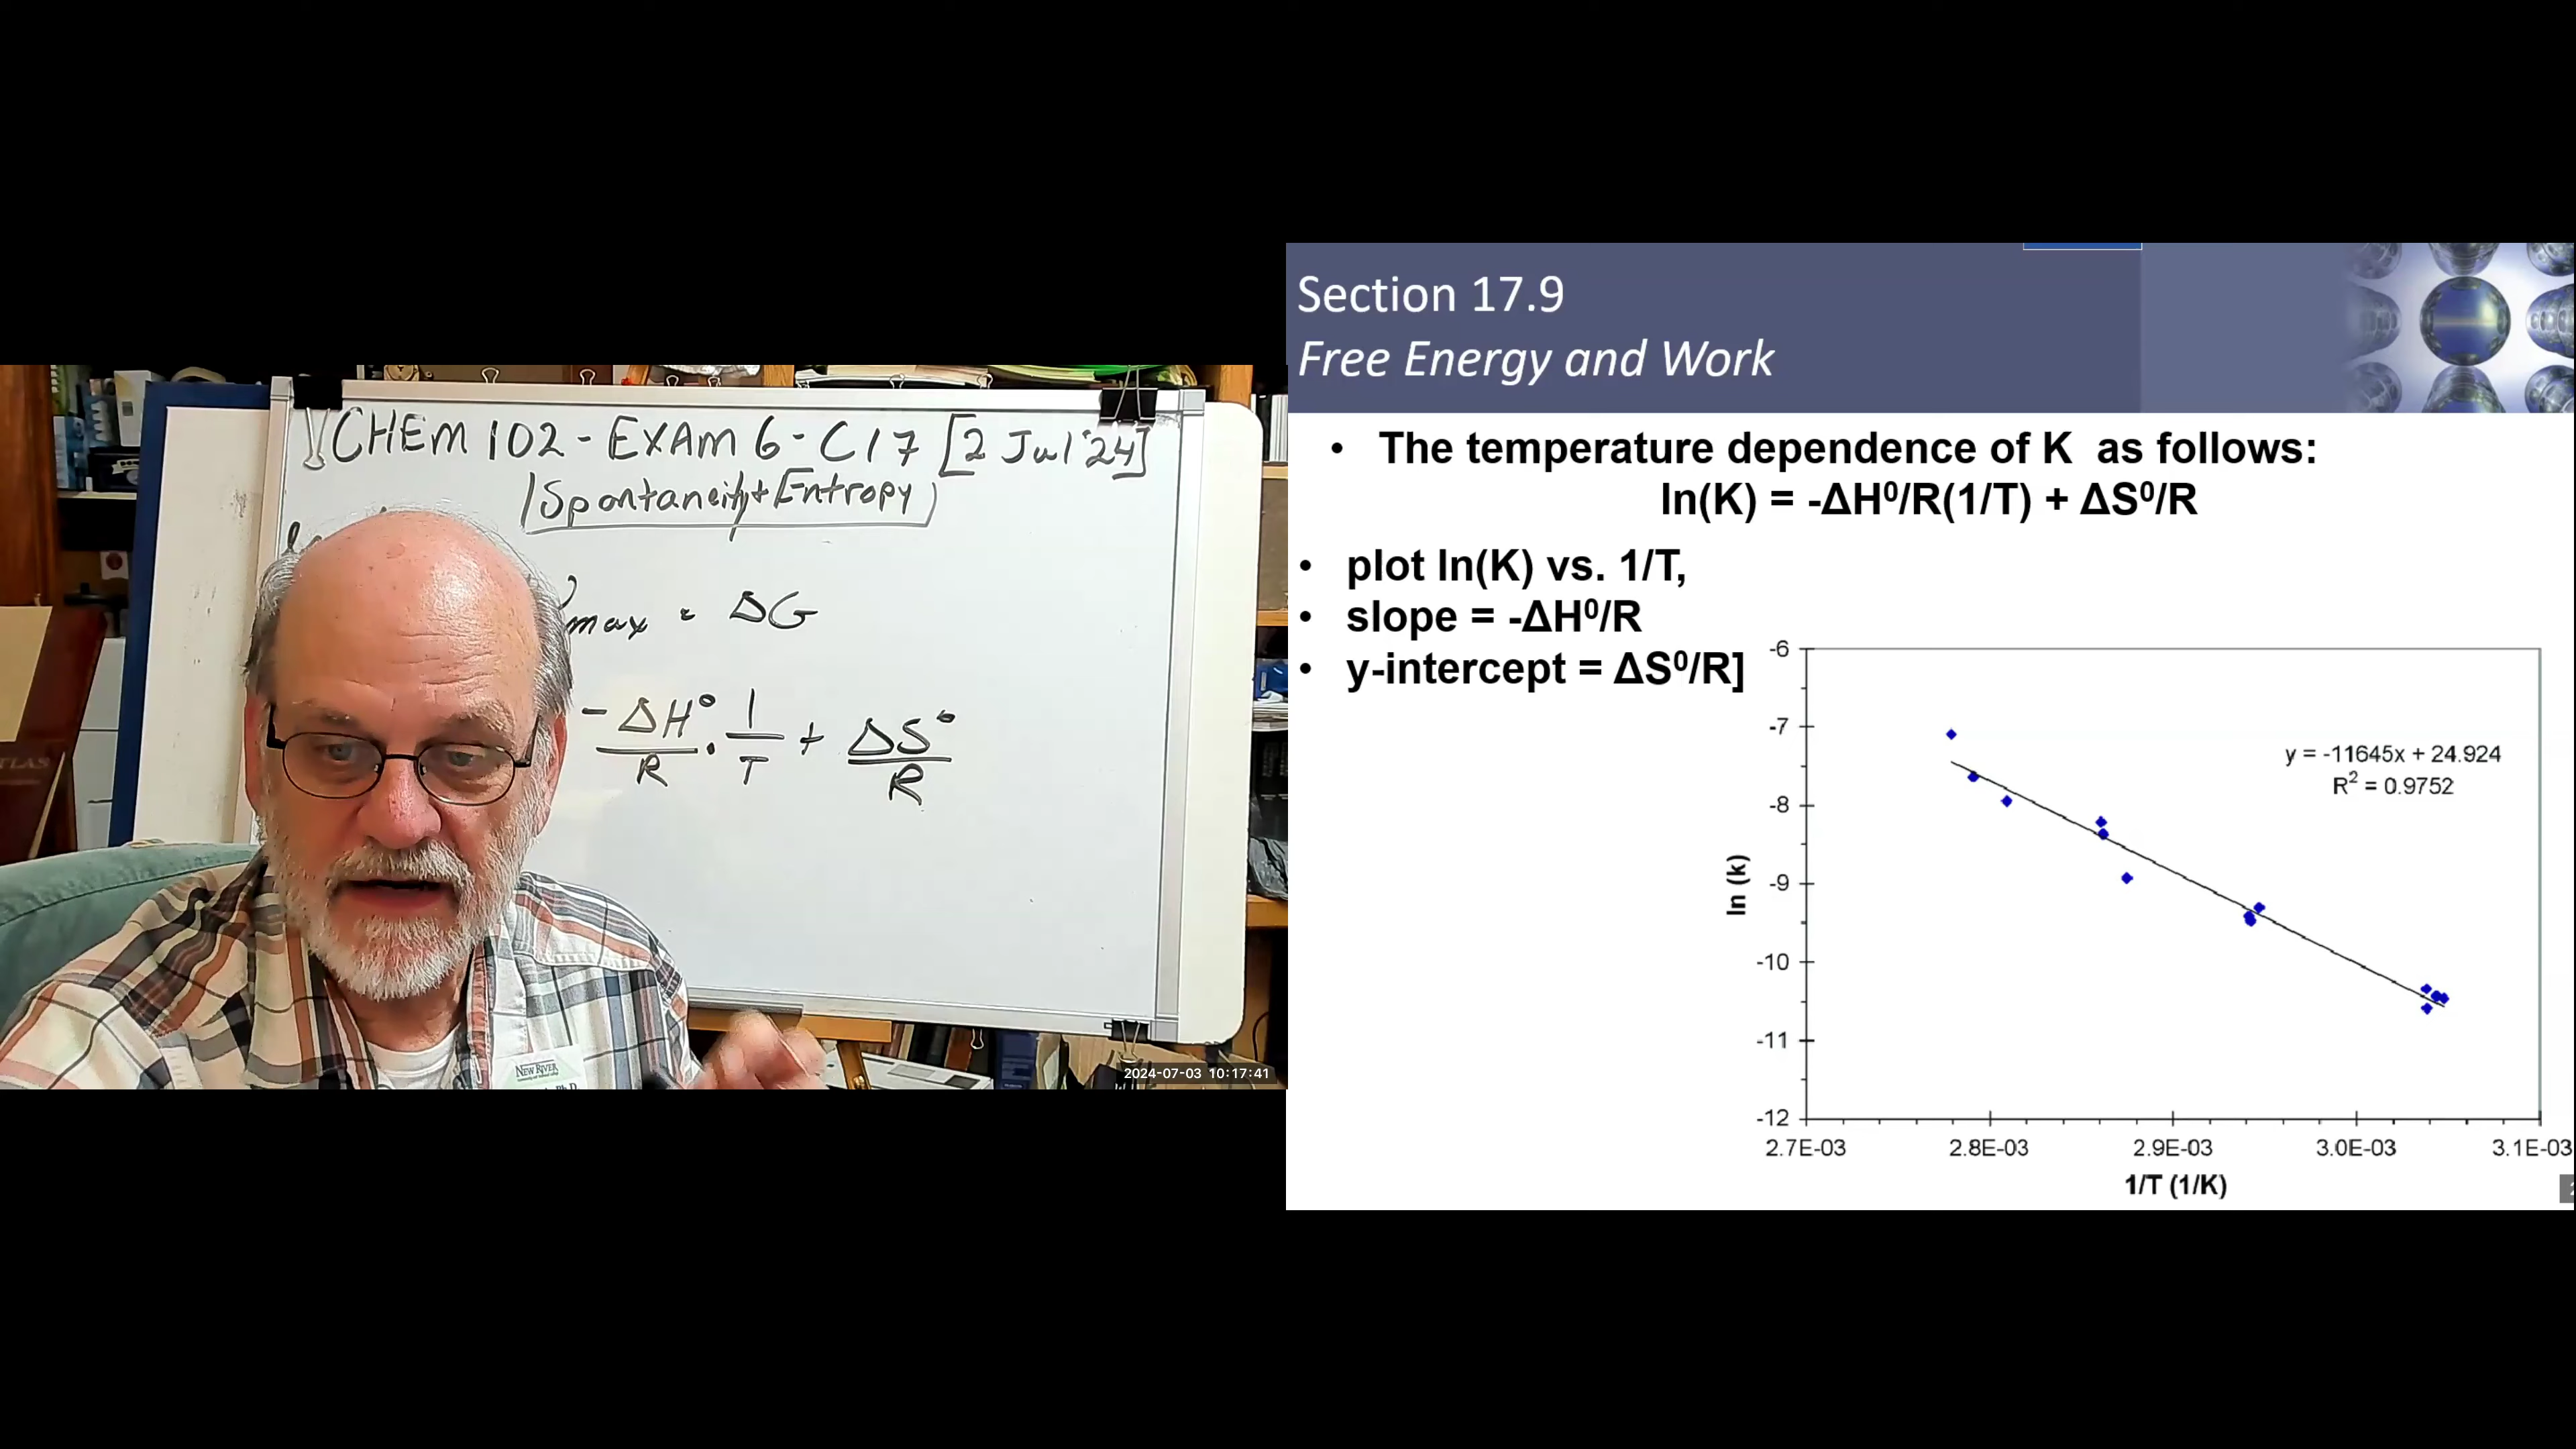 CHEM 102 - EXAM 6 - C17 [2 Jul '24]
Spontaneity + Entropy
max = ΔG
-ΔH°/R · 1/T + ΔS°/R
NEW RIVER
Ph.D.
2024-07-03 10:17:41
Section 17.9
Free Energy and Work
• The temperature dependence of K as follows:
ln(K) = -ΔH⁰/R(1/T) + ΔS⁰/R
• plot ln(K) vs. 1/T,
• slope = -ΔH⁰/R
• y-intercept = ΔS⁰/R]
y = -11645x + 24.924
R² = 0.9752
ln (k)
-6
-7
-8
-9
-10
-11
-12
2.7E-03 2.8E-03 2.9E-03 3.0E-03 3.1E-03
1/T (1/K)